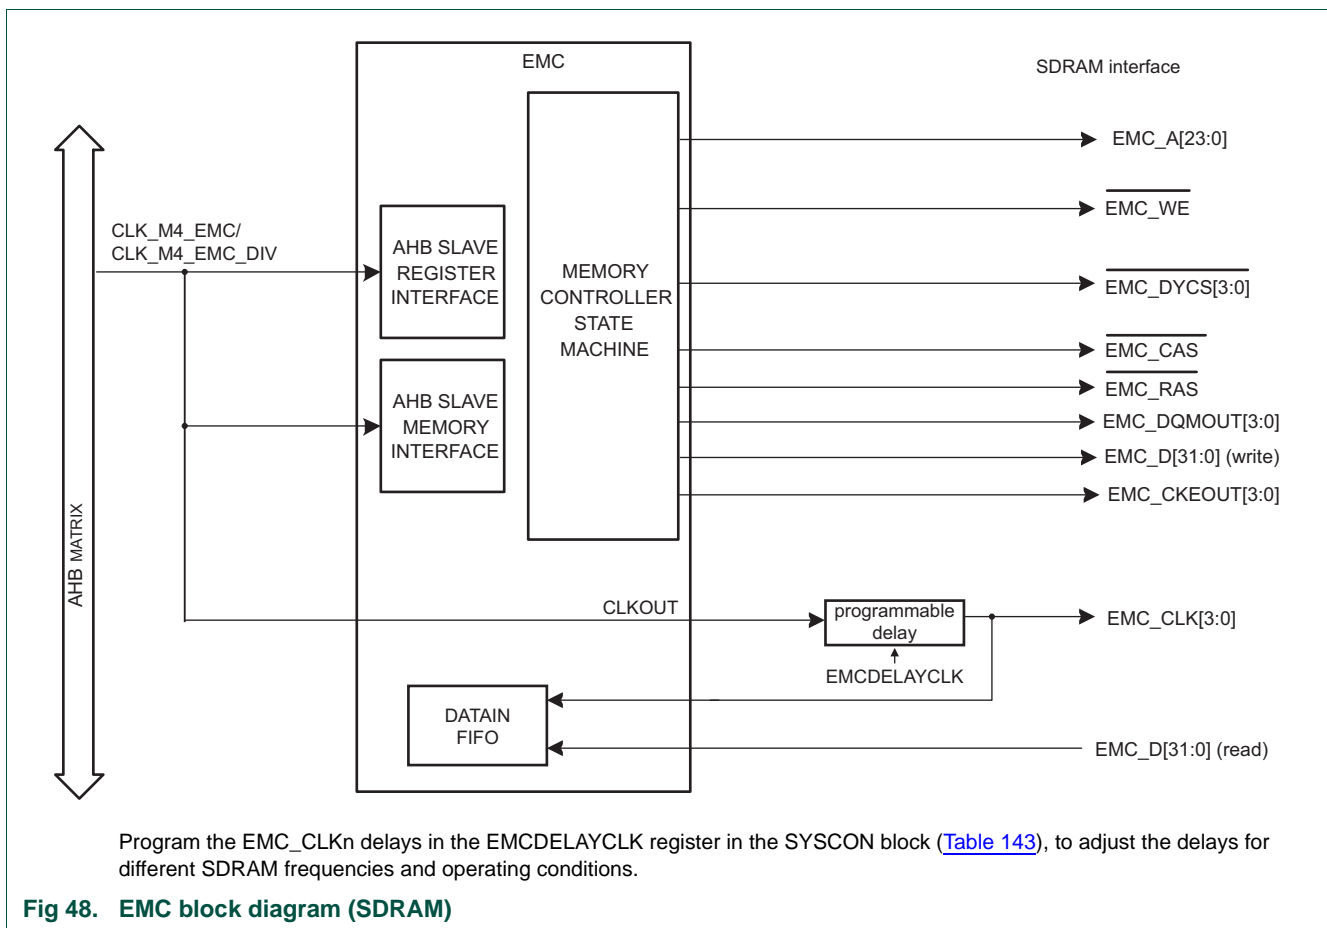 EMC
SDRAM interface
EMC_A[23:0]
EMC_WE
CLK_M4_EMC/
CLK_M4_EMC_DIV
AHB SLAVE
REGISTER
INTERFACE
MEMORY
CONTROLLER
STATE
MACHINE
EMC_DYCS[3:0]
EMC_CAS
EMC_RAS
AHB SLAVE
MEMORY
INTERFACE
EMC_DQMOUT[3:0]
EMC_D[31:0] (write)
EMC_CKEOUT[3:0]
AHB MATRIX
CLKOUT
programmable
delay
EMC_CLK[3:0]
EMCDELAYCLK
DATAIN
FIFO
EMC_D[31:0] (read)
Program the EMC_CLKn delays in the EMCDELAYCLK register in the SYSCON block (Table 143), to adjust the delays for
different SDRAM frequencies and operating conditions.
Fig 48. EMC block diagram (SDRAM)